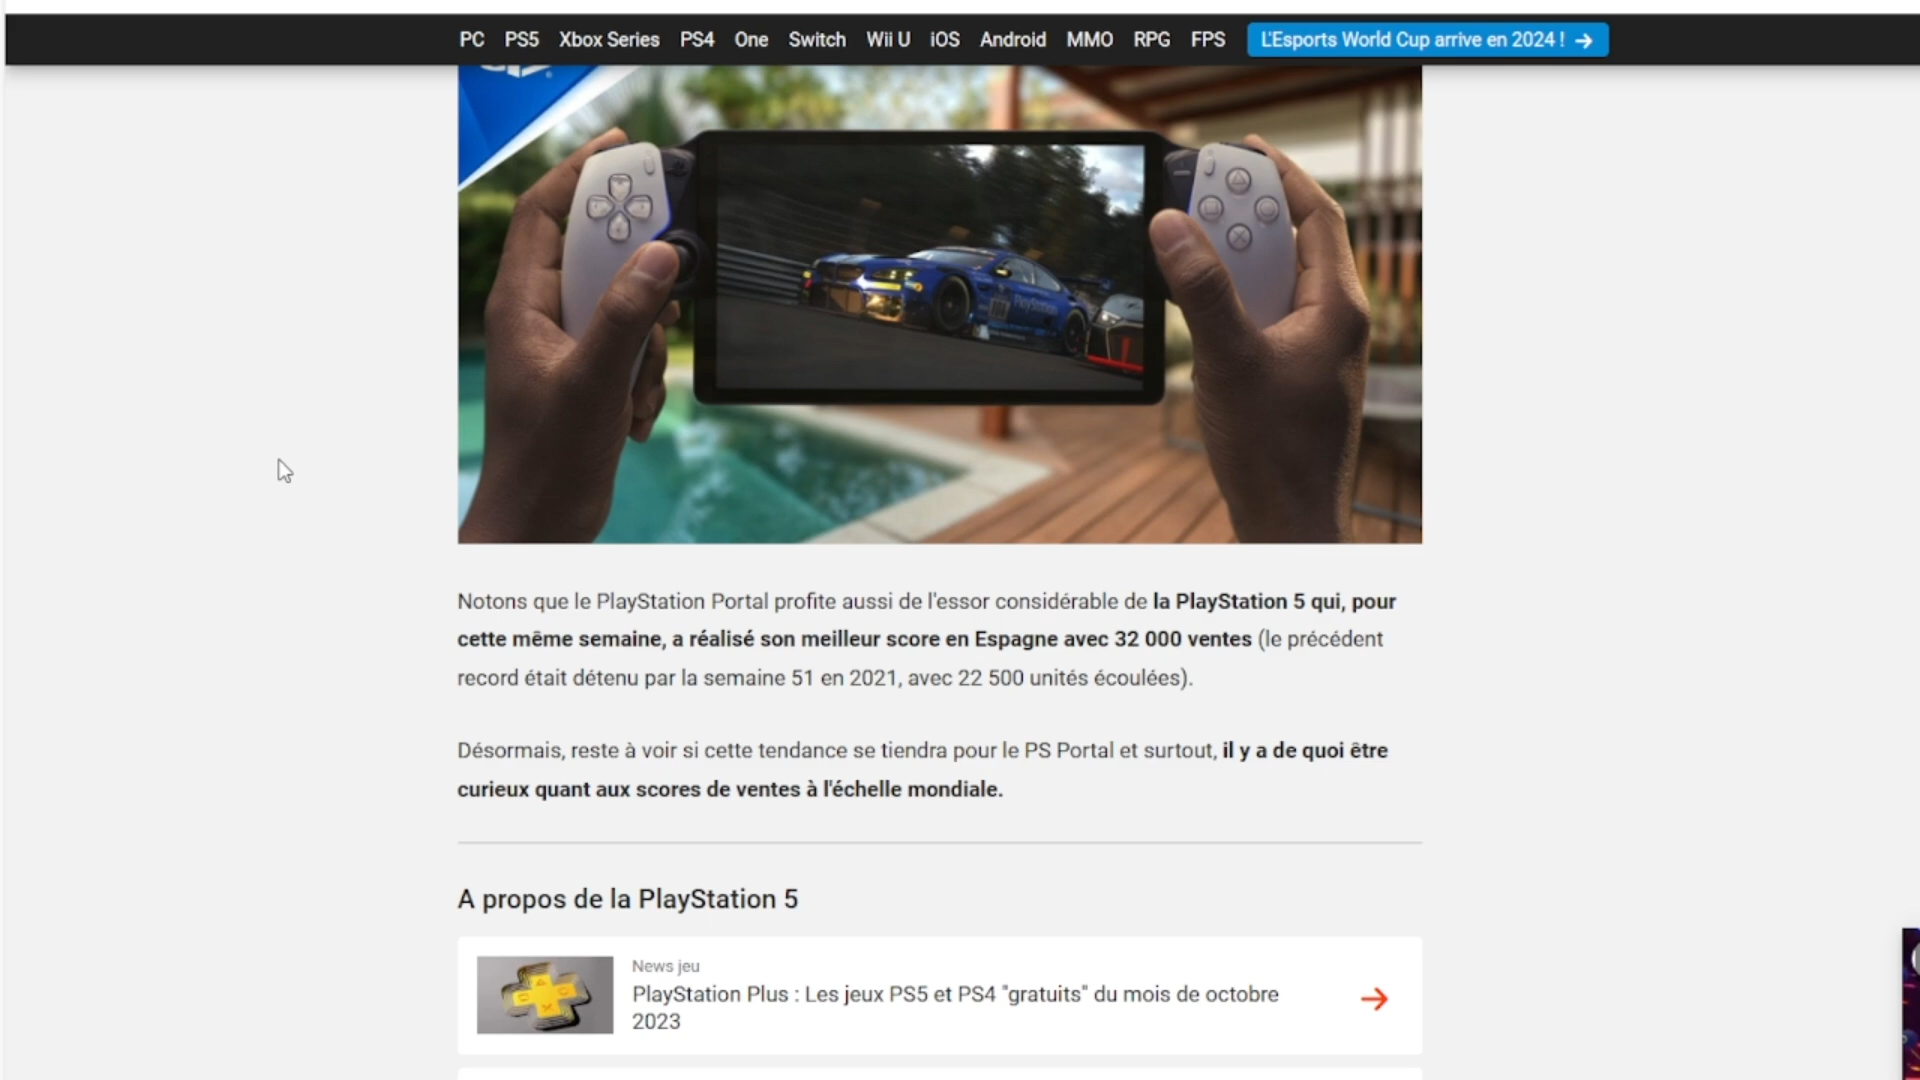 PC PS5 Xbox Series PS4 One Switch Wii U iOS Android MMO RPG FPS L'Esports World Cup arrive en 2024 ! →
PlayStation
Notons que le PlayStation Portal profite aussi de l'essor considérable de la PlayStation 5 qui, pour
cette même semaine, a réalisé son meilleur score en Espagne avec 32 000 ventes (le précédent
record était détenu par la semaine 51 en 2021, avec 22 500 unités écoulées).
Désormais, reste à voir si cette tendance se tiendra pour le PS Portal et surtout, il y a de quoi être
curieux quant aux scores de ventes à l'échelle mondiale.
A propos de la PlayStation 5
News jeu
PlayStation Plus : Les jeux PS5 et PS4 "gratuits" du mois de octobre
2023